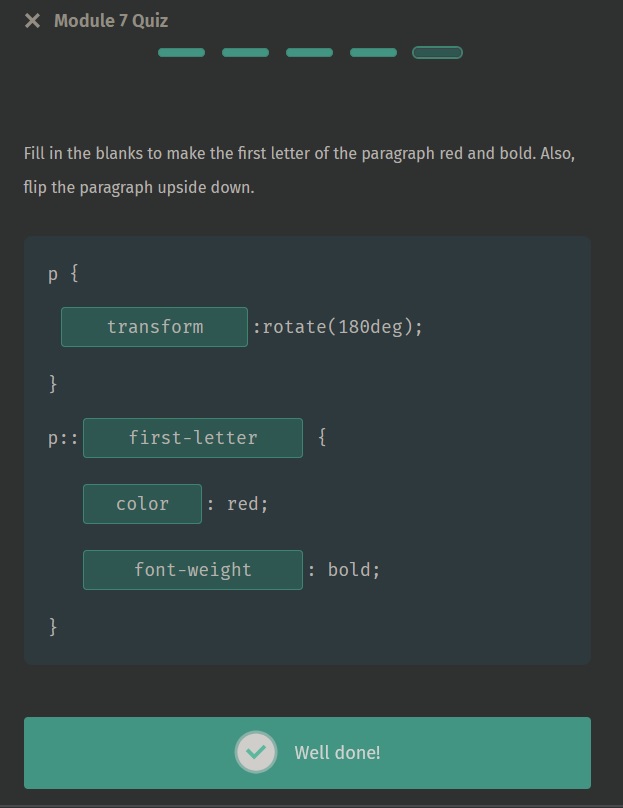 Module 7 Quiz
Fill in the blanks to make the first letter of the paragraph red and bold. Also,
flip the paragraph upside down.
p {
transform :rotate(180deg);
}
p:: first-letter {
color : red;
font-weight : bold;
}
Well done!